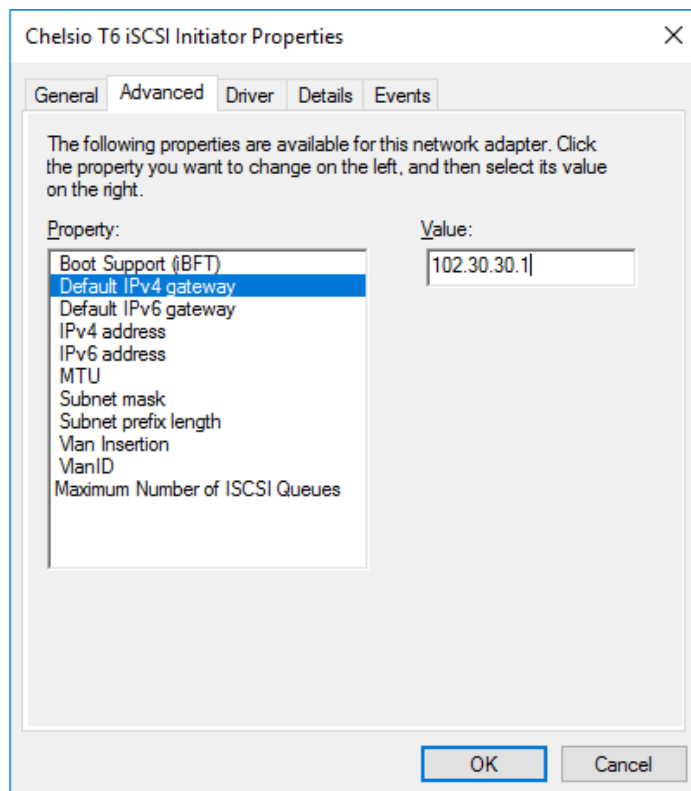 Chelsio T6 iSCSI Initiator Properties
General Advanced Driver Details Events
The following properties are available for this network adapter. Click
the property you want to change on the left, and then select its value
on the right.
Property:
Value:
Boot Support (iBFT)
102.30.30.1
Default IPv4 gateway
Default IPv6 gateway
IPv4 address
IPv6 address
MTU
Subnet mask
Subnet prefix length
Vlan Insertion
VlanID
Maximum Number of ISCSI Queues
OK
Cancel